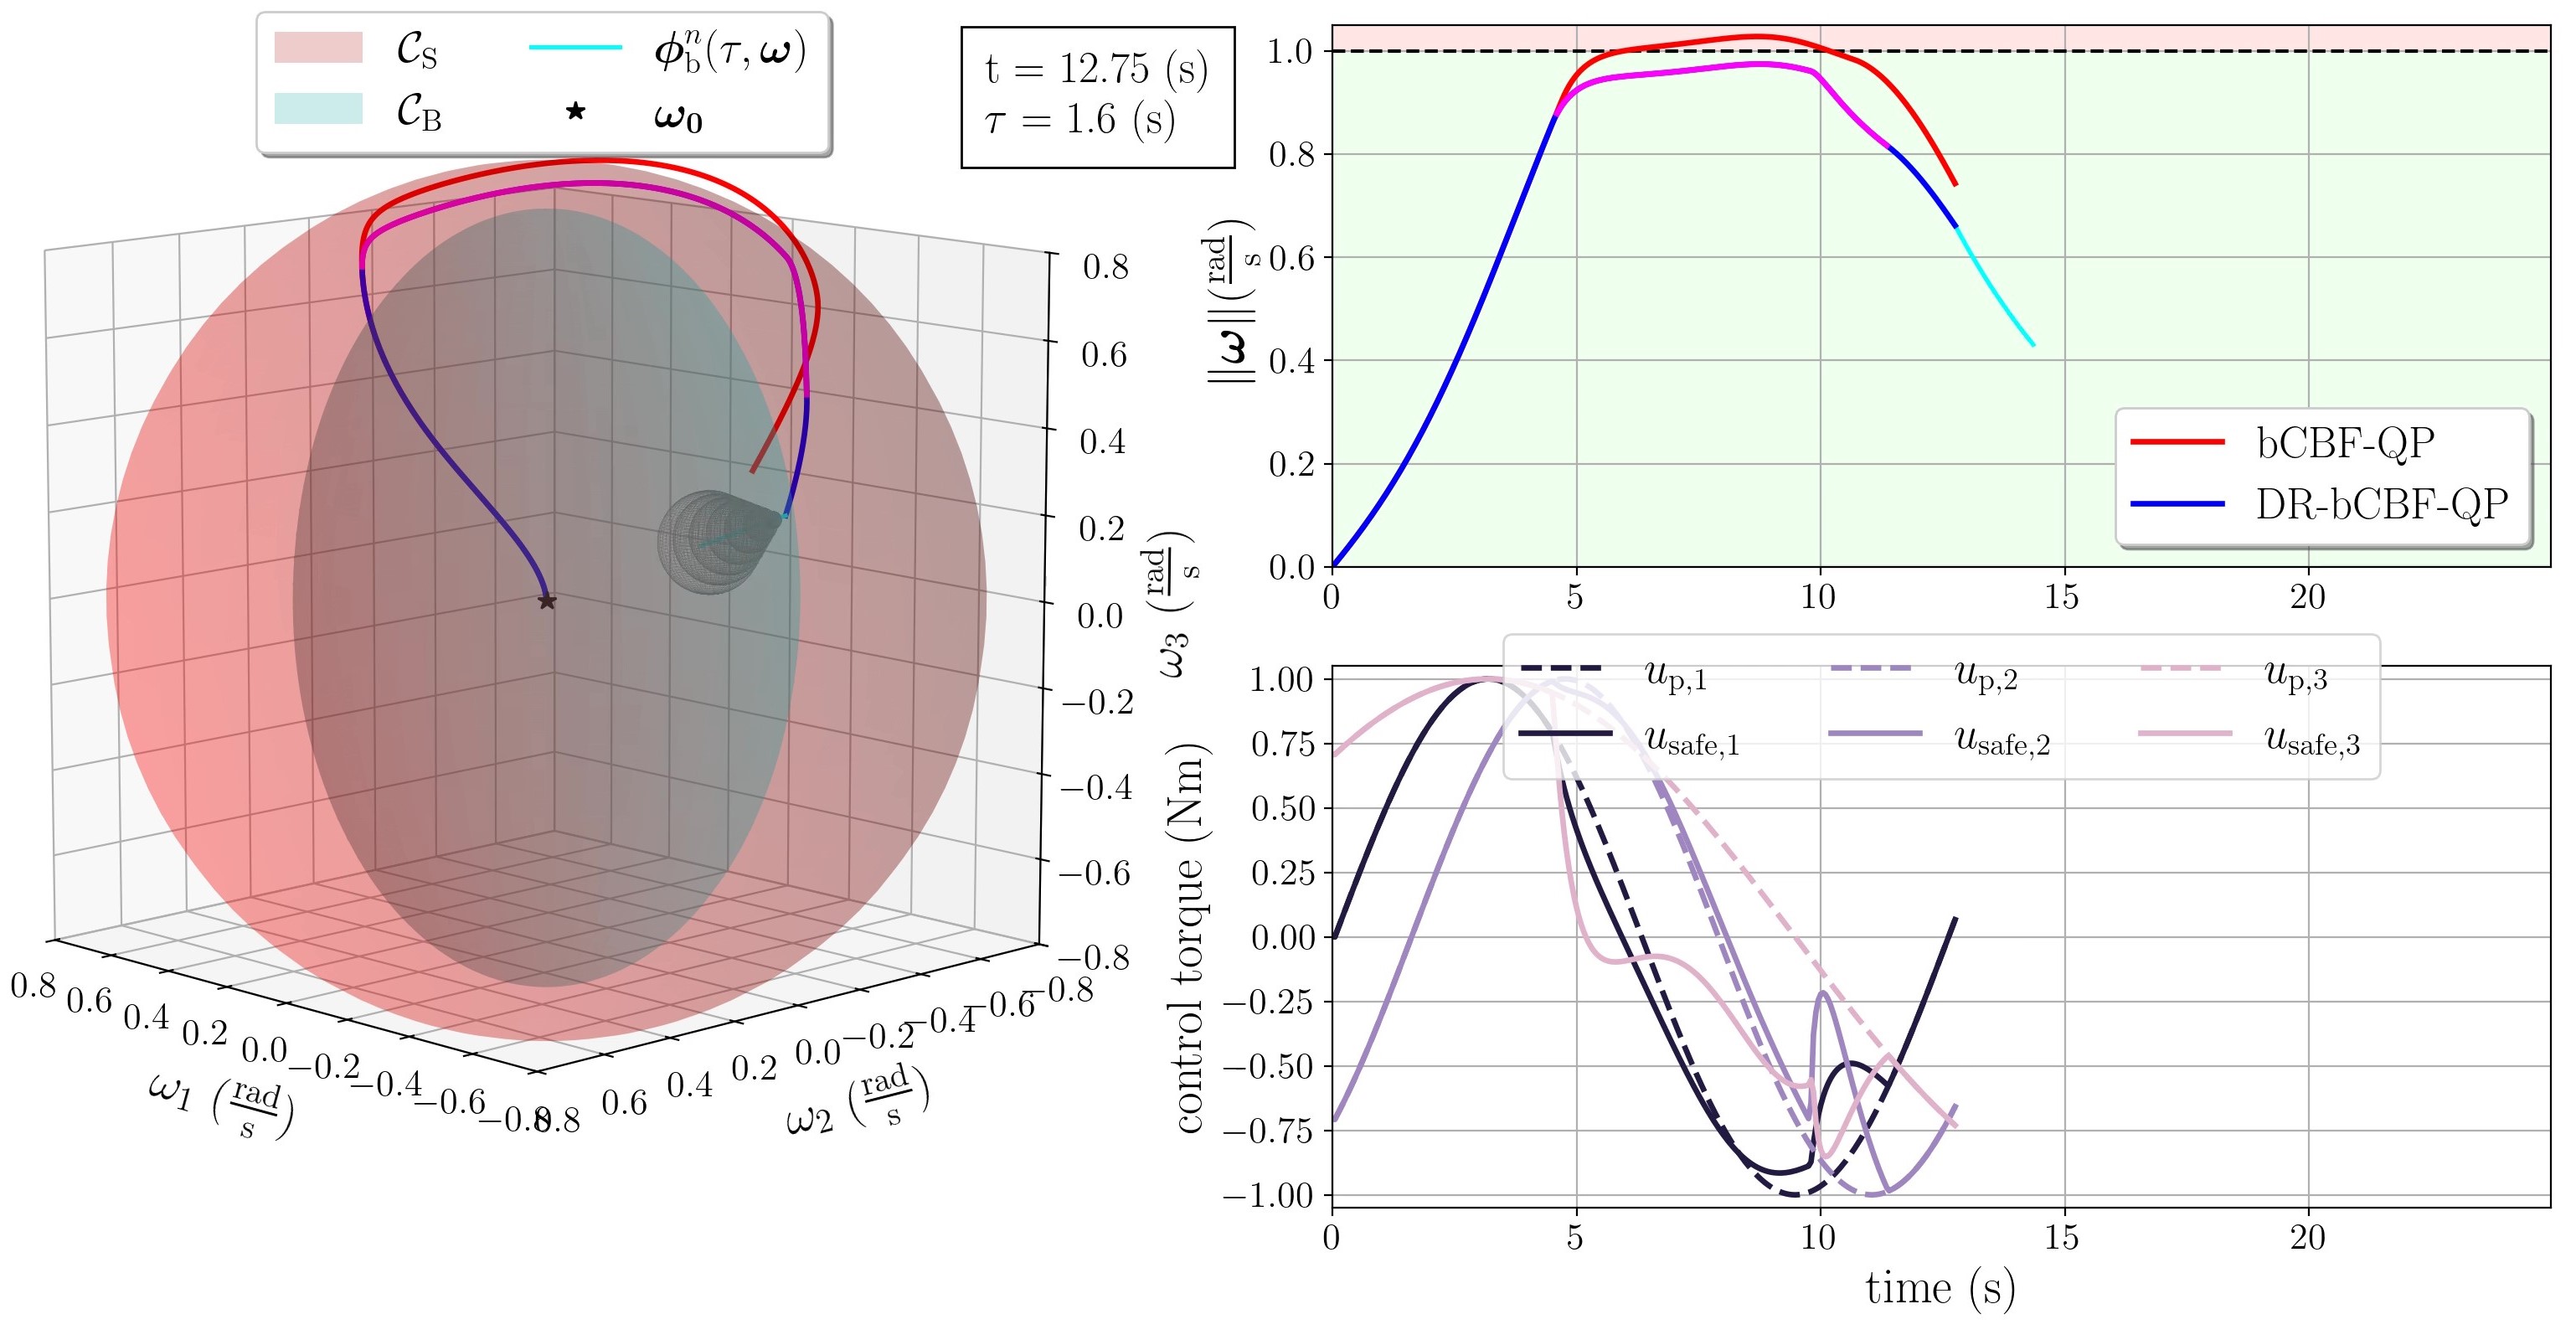 𝒞_S
ϕ_b^n(τ, ω)
𝒞_B
ω_0
t = 12.75 (s)
τ = 1.6 (s)
0.8
0.6
0.4
0.2
0.0
−0.2
−0.4
−0.6
−0.8
ω_3 (rad/s)
0.8
0.6
0.4
0.2
0.0
−0.2
−0.4
−0.6
−0.8
ω_1 (rad/s)
0.8
0.6
0.4
0.2
0.0
−0.2
−0.4
−0.6
−0.8
ω_2 (rad/s)
1.0
0.8
0.6
0.4
0.2
0.0
||ω||(rad/s)
bCBF-QP
DR-bCBF-QP
0
5
10
15
20
u_p,1
u_p,2
u_p,3
u_safe,1
u_safe,2
u_safe,3
1.00
0.75
0.50
0.25
0.00
−0.25
−0.50
−0.75
−1.00
control torque (Nm)
0
5
10
15
20
time (s)